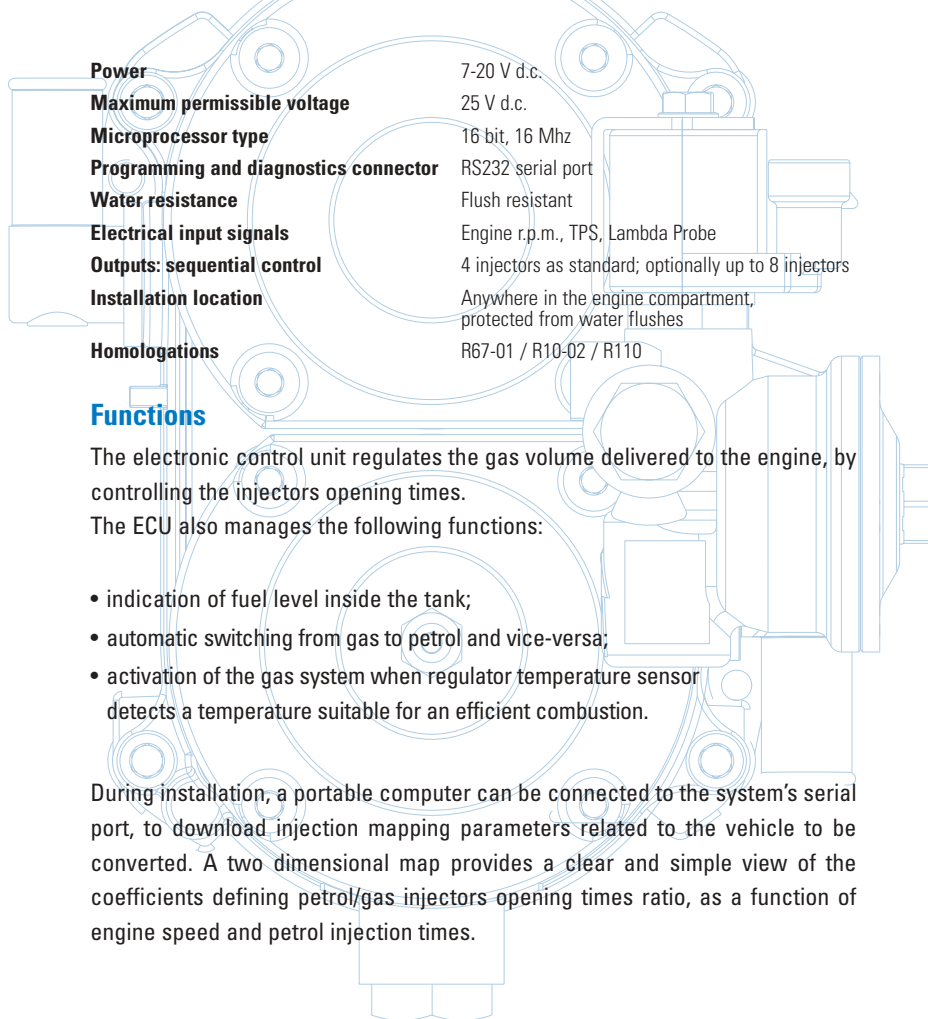 Power 7-20 V d.c.
Maximum permissible voltage 25 V d.c.
Microprocessor type 16 bit, 16 Mhz
Programming and diagnostics connector RS232 serial port
Water resistance Flush resistant
Electrical input signals Engine r.p.m., TPS, Lambda Probe
Outputs: sequential control 4 injectors as standard; optionally up to 8 injectors
Installation location Anywhere in the engine compartment,
protected from water flushes
Homologations R67-01 / R10-02 / R110
Functions
The electronic control unit regulates the gas volume delivered to the engine, by
controlling the injectors opening times.
The ECU also manages the following functions:
• indication of fuel level inside the tank;
• automatic switching from gas to petrol and vice-versa;
• activation of the gas system when regulator temperature sensor
detects a temperature suitable for an efficient combustion.
During installation, a portable computer can be connected to the system's serial
port, to download injection mapping parameters related to the vehicle to be
converted. A two dimensional map provides a clear and simple view of the
coefficients defining petrol/gas injectors opening times ratio, as a function of
engine speed and petrol injection times.